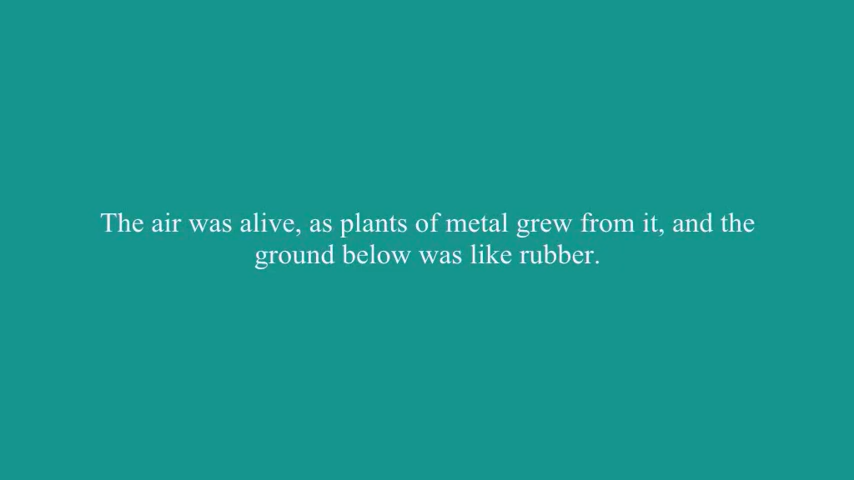 The air was alive, as plants of metal grew from it, and the
ground below was like rubber.